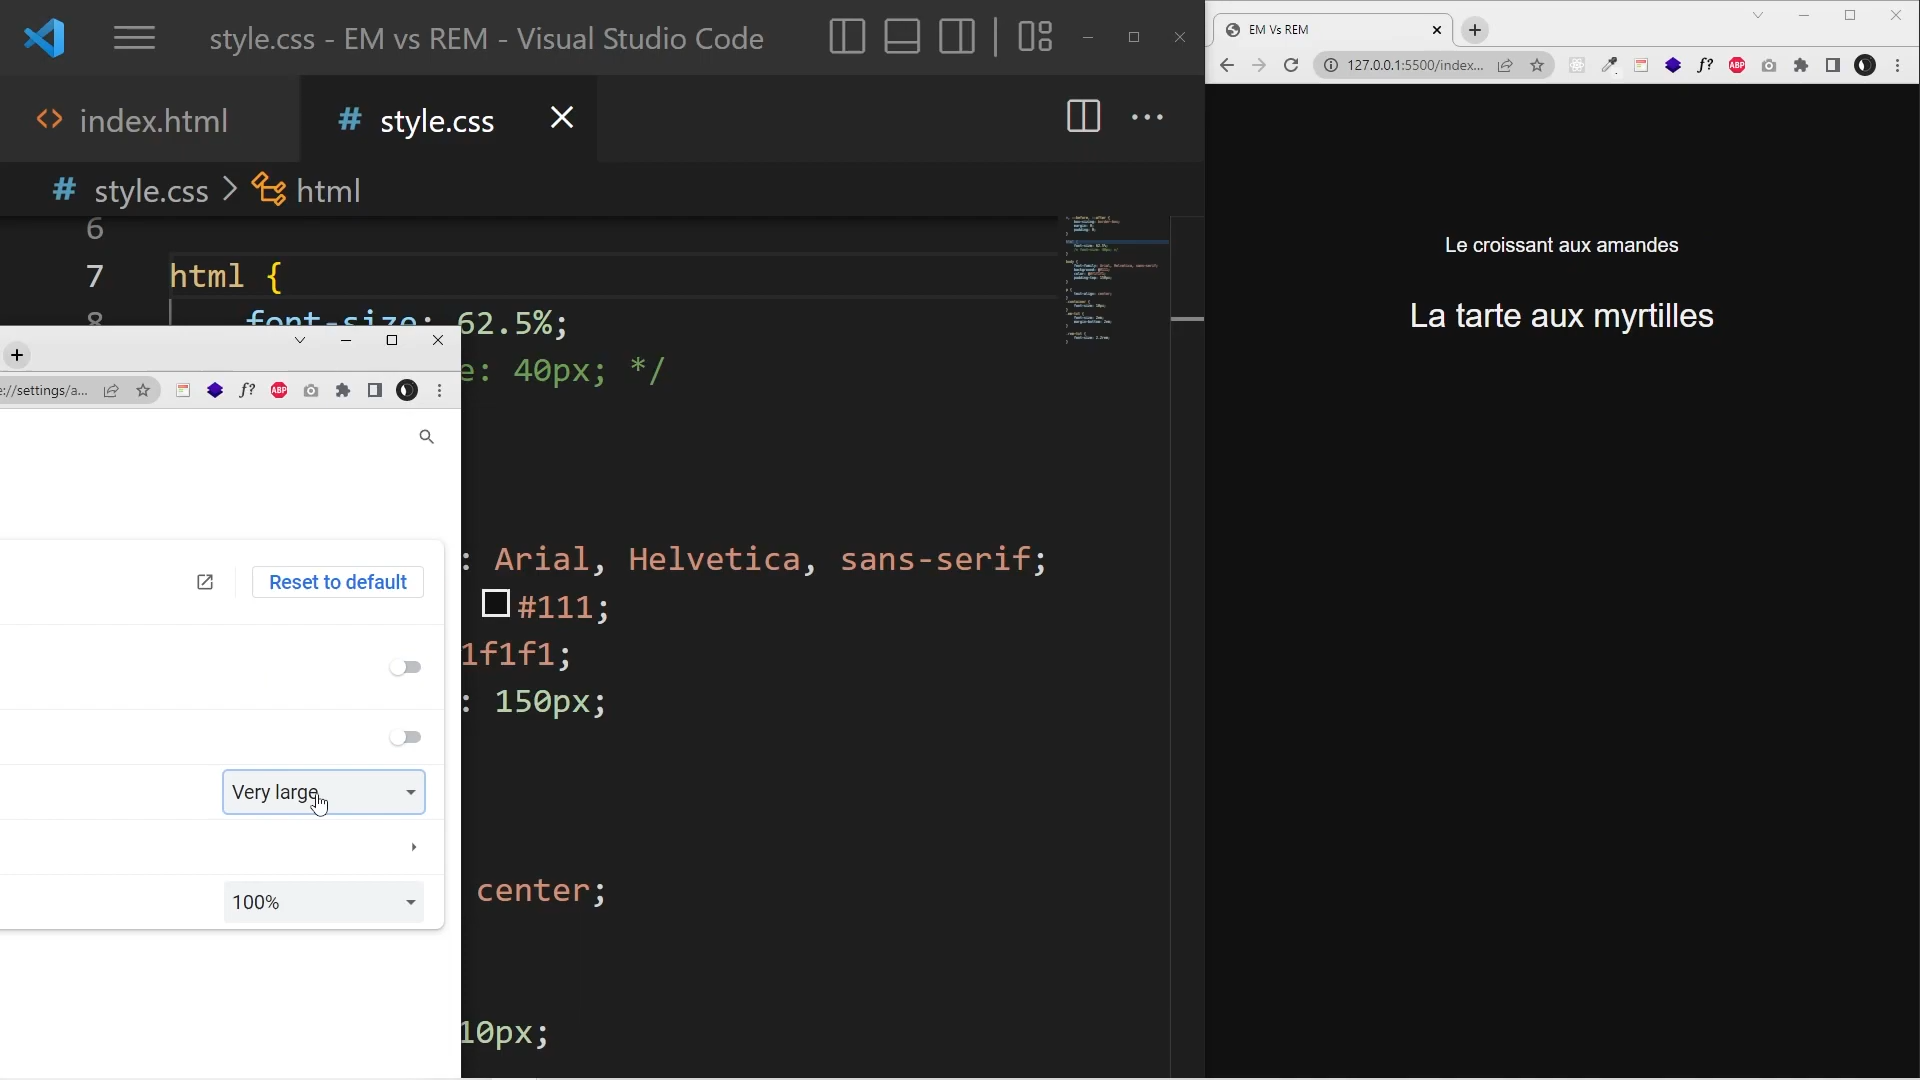 style.css - EM vs REM - Visual Studio Code
index.html
# style.css
# style.css > html
6
7 html {
8 font-size: 62.5%;
e: 40px; */
: Arial, Helvetica, sans-serif;
#111;
1f1f1;
: 150px;
center;
10px;
e://settings/a...
f?
ABP
Reset to default
Very large
100%
EM Vs REM
127.0.0.1:5500/index...
f?
ABP
Le croissant aux amandes
La tarte aux myrtilles